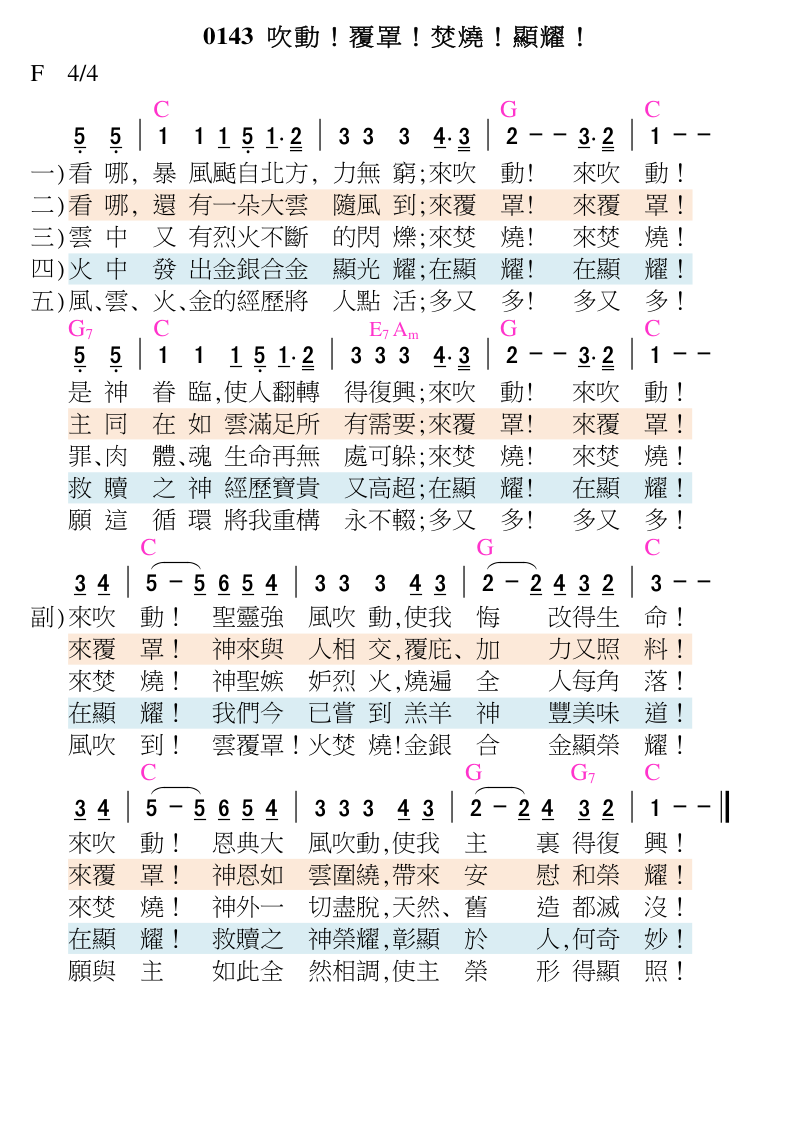 0143 吹動！覆罩！焚燒！顯耀！
F 4/4
C G C
5 5 | 1 1 1 5 1· 2 | 3 3 3 4· 3 | 2 - - 3· 2 | 1 - -
一)看 哪, 暴 風颳自北方, 力無 窮;來吹 動! 來吹 動！
二)看 哪, 還 有一朵大雲 隨風 到;來覆 罩! 來覆 罩！
三)雲 中 又 有烈火不斷 的閃 爍;來焚 燒! 來焚 燒！
四)火 中 發 出金銀合金 顯光 耀;在顯 耀! 在顯 耀！
五)風、雲、 火、金的經歷將 人點 活;多又 多! 多又 多！
G7 C E7 Am G C
5 5 | 1 1 1 5 1· 2 | 3 3 3 4· 3 | 2 - - 3· 2 | 1 - -
是 神 眷 臨,使人翻轉 得復興;來吹 動! 來吹 動！
主 同 在 如 雲滿足所 有需要;來覆 罩! 來覆 罩！
罪、肉 體、魂 生命再無 處可躲;來焚 燒! 來焚 燒！
救 贖 之 神 經歷寶貴 又高超;在顯 耀! 在顯 耀！
願 這 循 環 將我重構 永不輟;多又 多! 多又 多！
C G C
3 4 | 5 - 5 6 5 4 | 3 3 3 4 3 | 2 - 2 4 3 2 | 3 - -
副)來吹 動！ 聖靈強 風吹 動,使我 悔 改得生 命！
來覆 罩！ 神來與 人相 交,覆庇、加 力又照 料！
來焚 燒！ 神聖嫉 妒烈 火,燒遍 全 人每角 落！
在顯 耀！ 我們今 已嘗 到 羔羊 神 豐美味 道！
風吹 到！ 雲覆罩！火焚 燒!金銀 合 金顯榮 耀！
C G G7 C
3 4 | 5 - 5 6 5 4 | 3 3 3 4 3 | 2 - 2 4 3 2 | 1 - - ‖
來吹 動！ 恩典大 風吹動,使我 主 裏 得復 興！
來覆 罩！ 神恩如 雲圍繞,帶來 安 慰 和榮 耀！
來焚 燒！ 神外一 切盡脫,天然、舊 造 都滅 沒！
在顯 耀！ 救贖之 神榮耀,彰顯 於 人,何奇 妙！
願與 主 如此全 然相調,使主 榮 形 得顯 照！